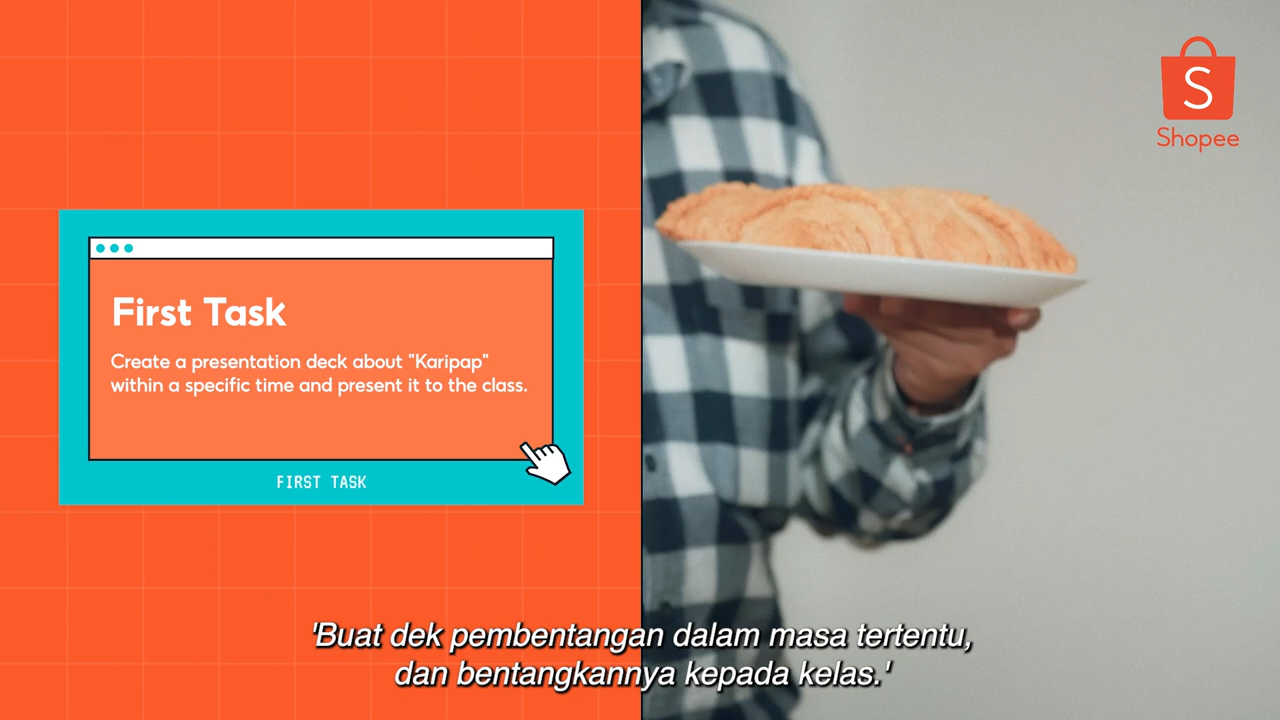 Shopee
First Task
Create a presentation deck about "Karipap"
within a specific time and present it to the class.
FIRST TASK
'Buat dek pembentangan dalam masa tertentu,
dan bentangkannya kepada kelas.'